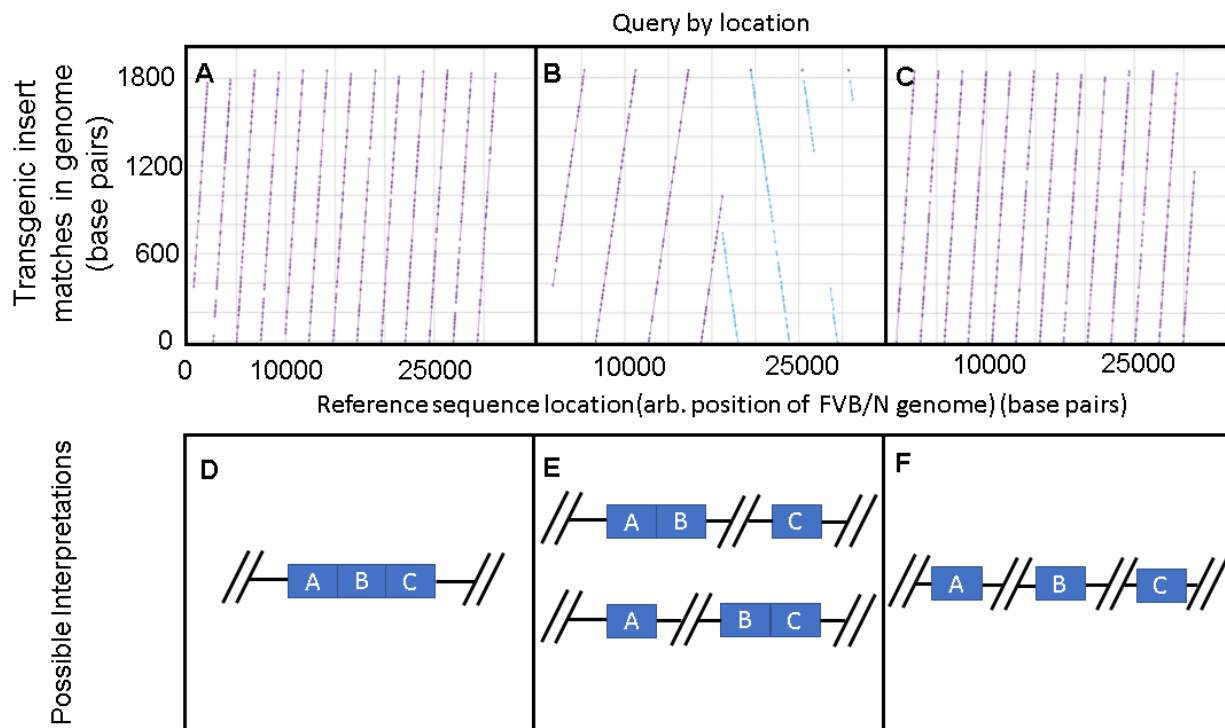 Query by location
Transgenic insert
matches in genome
(base pairs)
A
B
C
1800
1200
600
0
0
10000
25000
10000
25000
10000
25000
Reference sequence location(arb. position of FVB/N genome) (base pairs)
Possible Interpretations
D
E
F
A B C
A B
C
A
B C
A
B
C